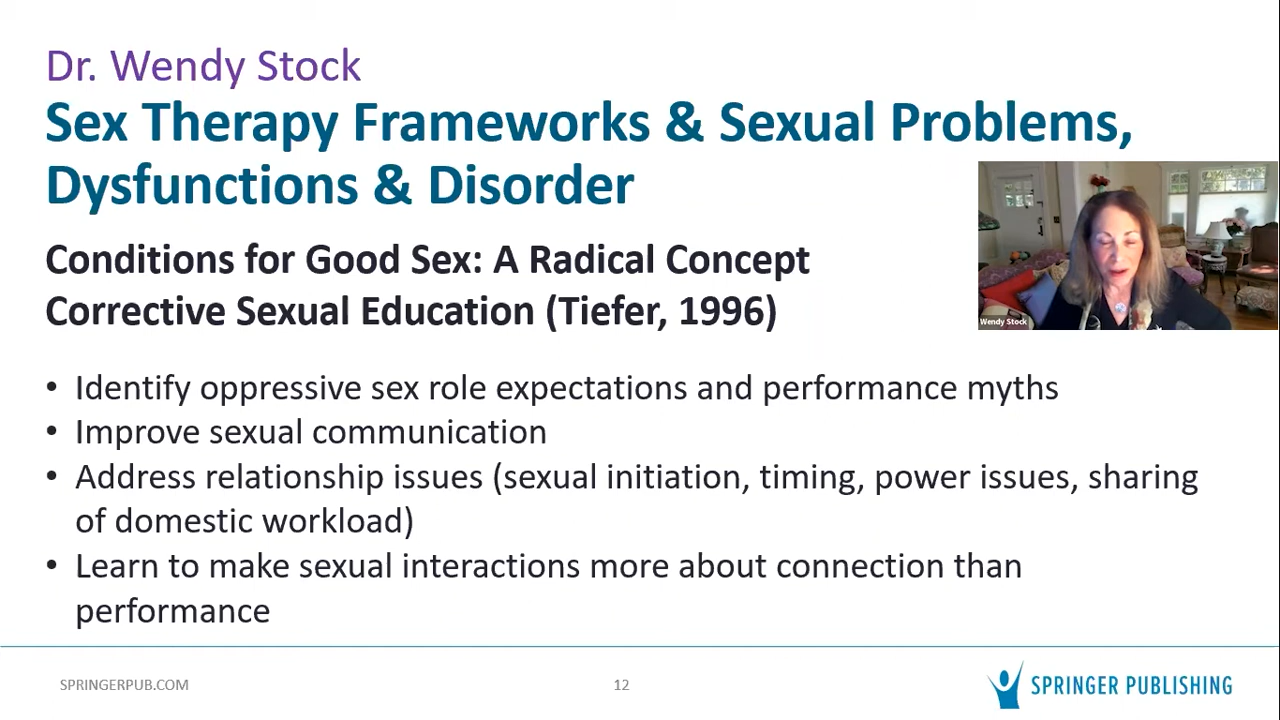 Dr. Wendy Stock
Sex Therapy Frameworks & Sexual Problems,
Dysfunctions & Disorder
Conditions for Good Sex: A Radical Concept
Corrective Sexual Education (Tiefer, 1996)
Wendy Stock
• Identify oppressive sex role expectations and performance myths
• Improve sexual communication
• Address relationship issues (sexual initiation, timing, power issues, sharing
of domestic workload)
• Learn to make sexual interactions more about connection than
performance
SPRINGERPUB.COM
12
SPRINGER PUBLISHING